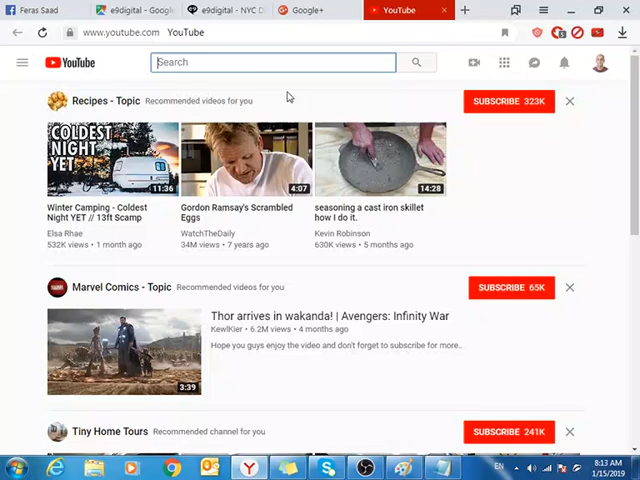 Feras Saad
e9digital - Googl
e9digital - NYC D
Google+
YouTube
www.youtube.com YouTube
YouTube
Search
Recipes - Topic Recommended videos for you
SUBSCRIBE 323K
COLDEST
NIGHT
YET
11:36
4:07
14:28
Winter Camping - Coldest
Night YET // 13ft Scamp
Elsa Rhae
532K views • 1 month ago
Gordon Ramsay's Scrambled
Eggs
WatchTheDaily
34M views • 7 years ago
seasoning a cast iron skillet
how I do it.
Kevin Robinson
630K views • 5 months ago
Marvel Comics - Topic Recommended videos for you
SUBSCRIBE 65K
3:39
Thor arrives in wakanda! | Avengers: Infinity War
KewlKier • 6.2M views • 4 months ago
Hope you guys enjoy the video and don't forget to subscribe for more..
Tiny Home Tours Recommended channel for you
SUBSCRIBE 241K
EN
8:13 AM
1/15/2019